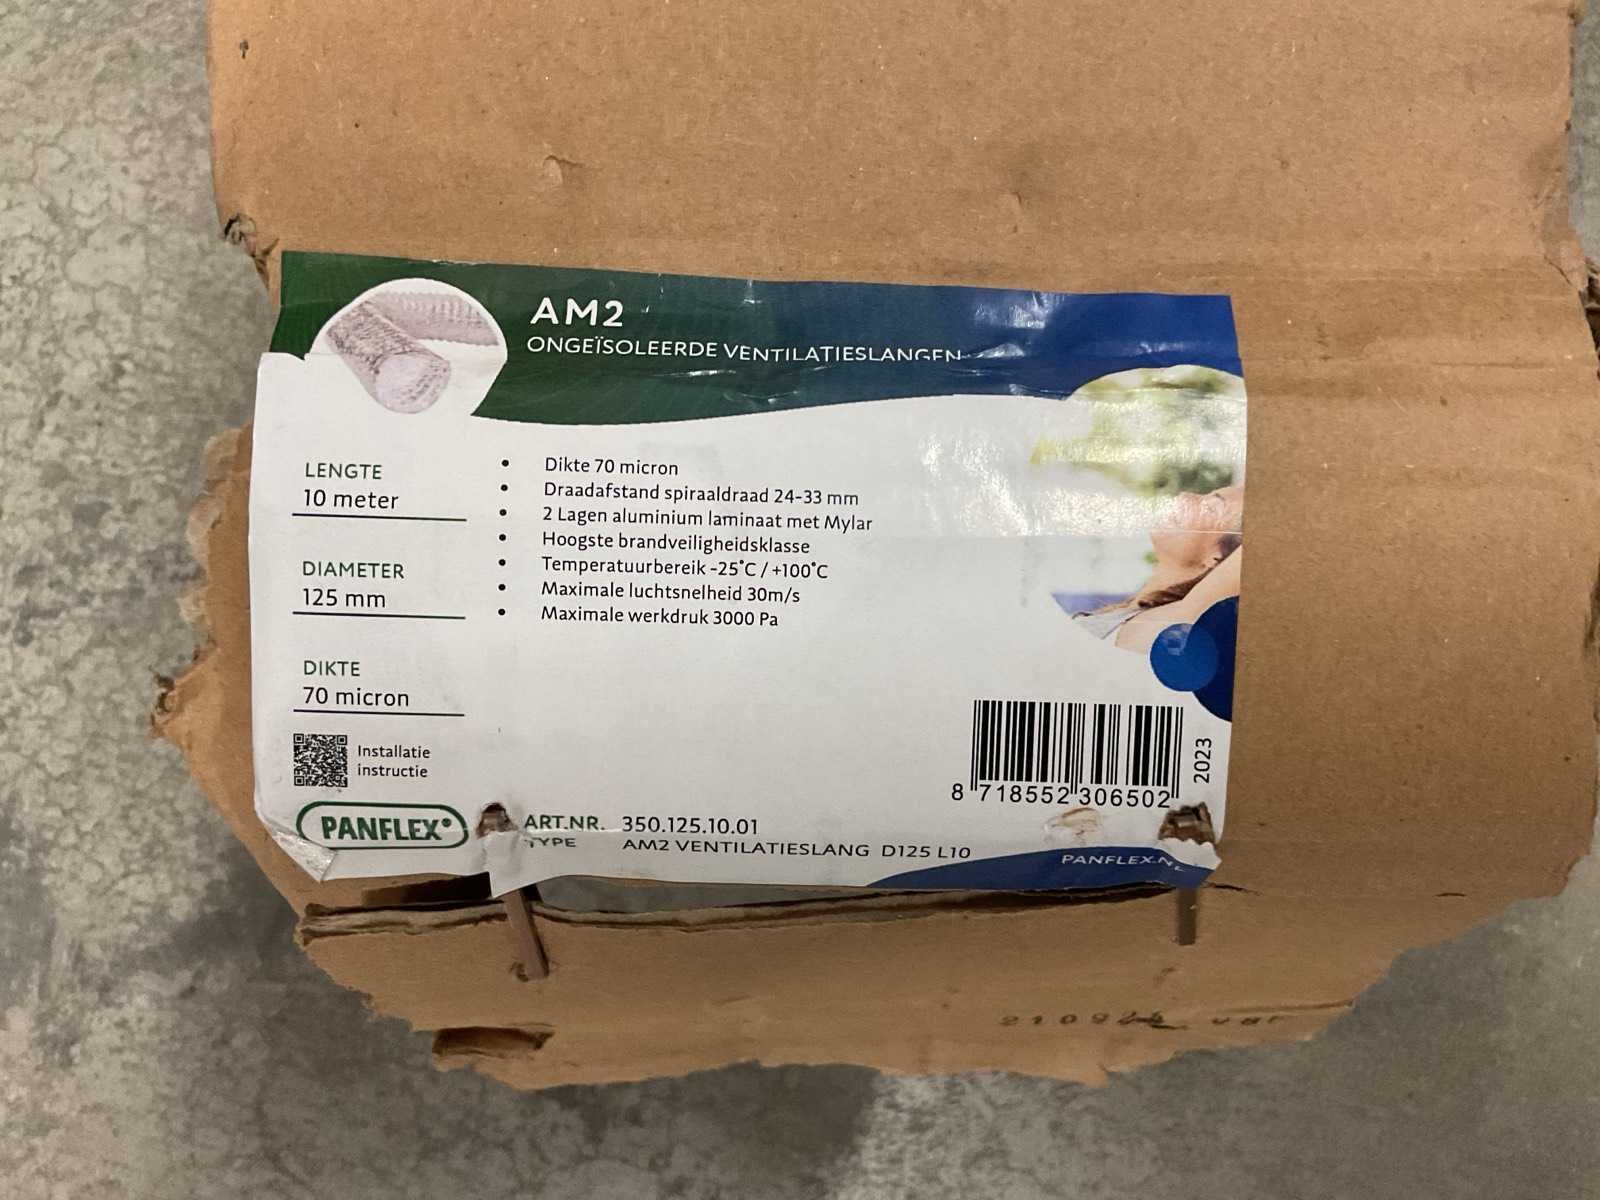 AM2
ONGEÏSOLEERDE VENTILATIESLANGEN
LENGTE
10 meter
DIAMETER
125 mm
DIKTE
70 micron
• Dikte 70 micron
• Draadafstand spiraaldraad 24-33 mm
• 2 Lagen aluminium laminaat met Mylar
• Hoogste brandveiligheidsklasse
• Temperatuurbereik -25°C / +100°C
• Maximale luchtsnelheid 30m/s
• Maximale werkdruk 3000 Pa
Installatie
instructie
8 718552 306502
2023
PANFLEX®
ART.NR. 350.125.10.01
TYPE AM2 VENTILATIESLANG D125 L10
PANFLEX.NL